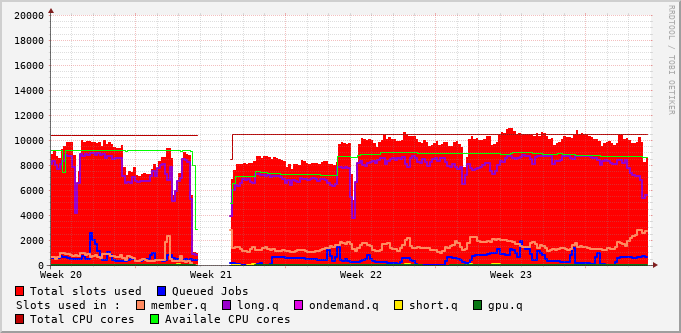 RRDTOOL / TOBI OETIKER
20000
18000
16000
14000
12000
10000
8000
6000
4000
2000
0
Week 20 Week 21 Week 22 Week 23
Total slots used Queued Jobs
Slots used in : member.q long.q ondemand.q short.q gpu.q
Total CPU cores Availale CPU cores